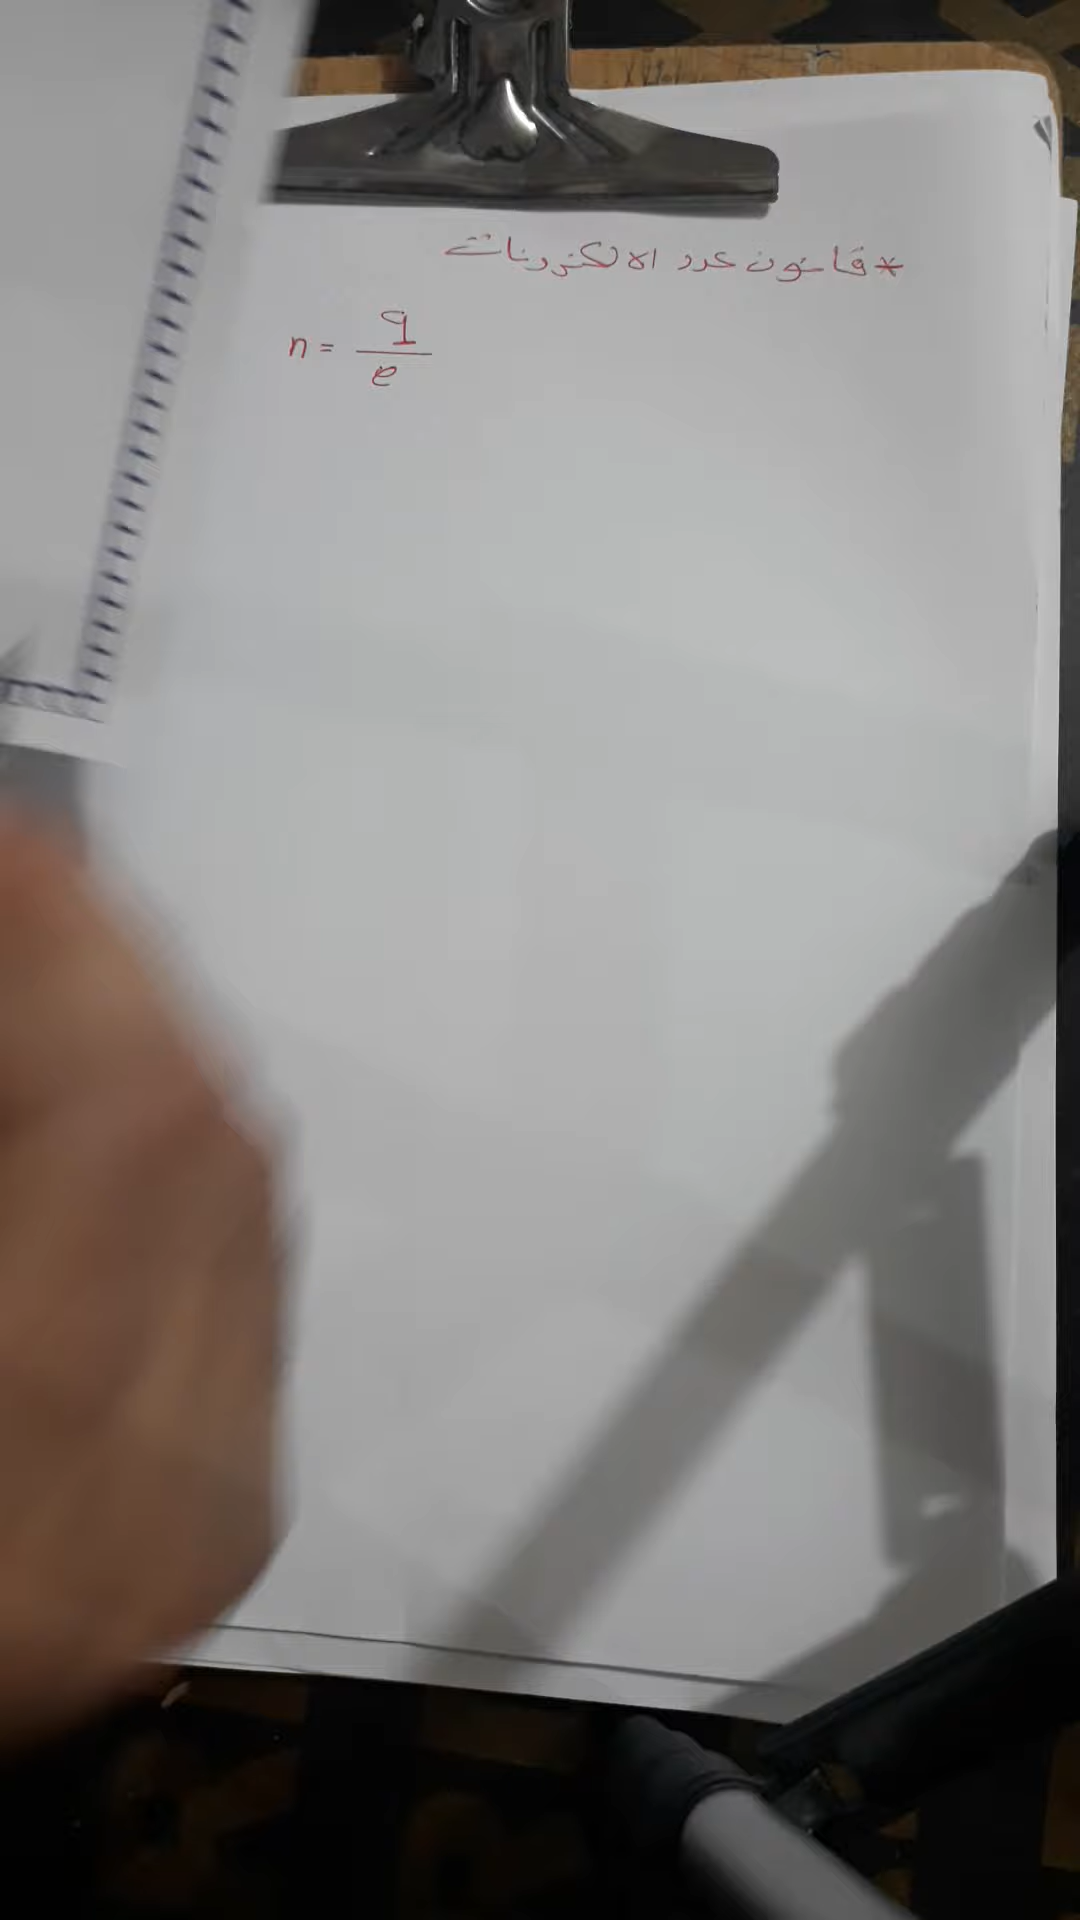 * قانون عدد الالكترونات
n = q / e